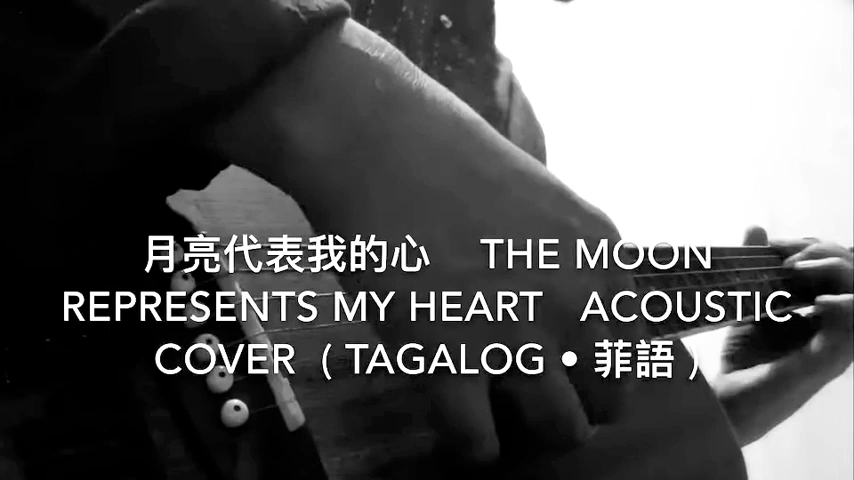 月亮代表我的心 THE MOON
REPRESENTS MY HEART ACOUSTIC
COVER ( TAGALOG • 菲語 )